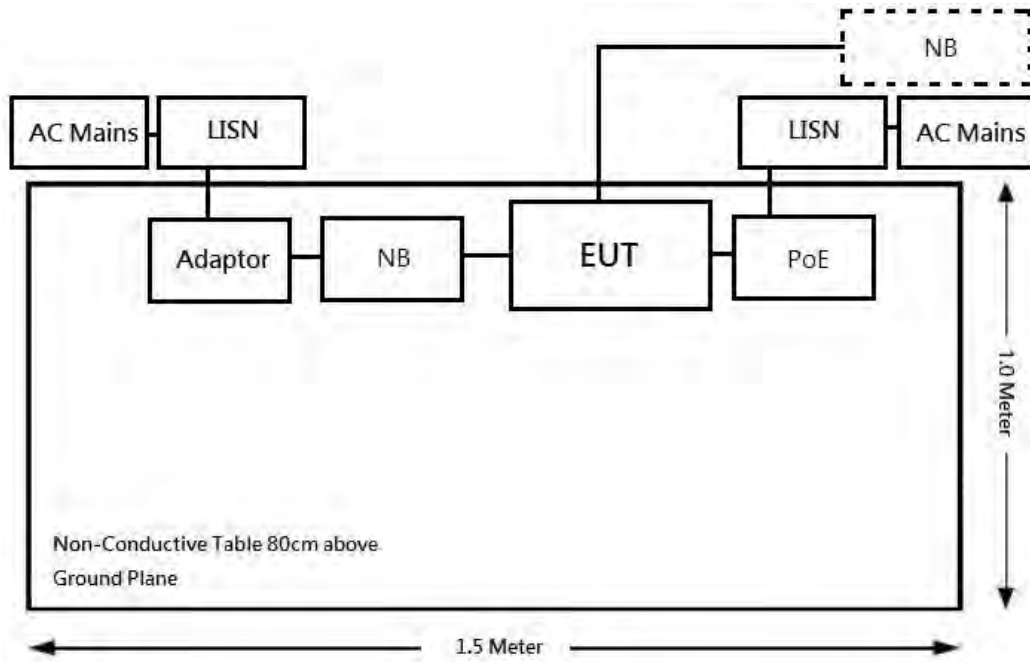 NB
AC Mains
LISN
LISN
AC Mains
Adaptor
NB
EUT
PoE
1.0 Meter
Non-Conductive Table 80cm above
Ground Plane
1.5 Meter